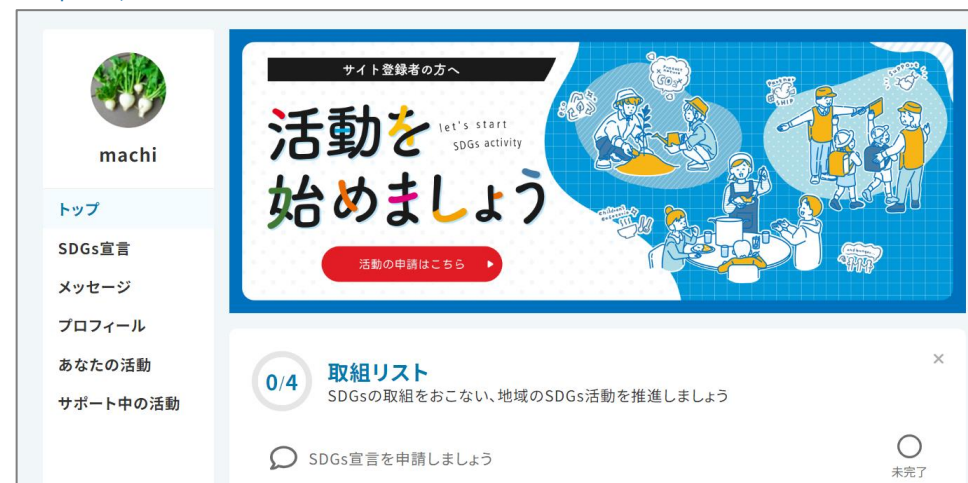 machi
トップ
SDGs宣言
メッセージ
プロフィール
あなたの活動
サポート中の活動
サイト登録者の方へ
活動を
let's start
SDGs activity
始めましょう
活動の申請はこちら
Partner
SHIP
SUPPORT
children
cafeteria
0/4
取組リスト
SDGsの取組をおこない、地域のSDGs活動を推進しましょう
×
SDGs宣言を申請しましょう
未完了